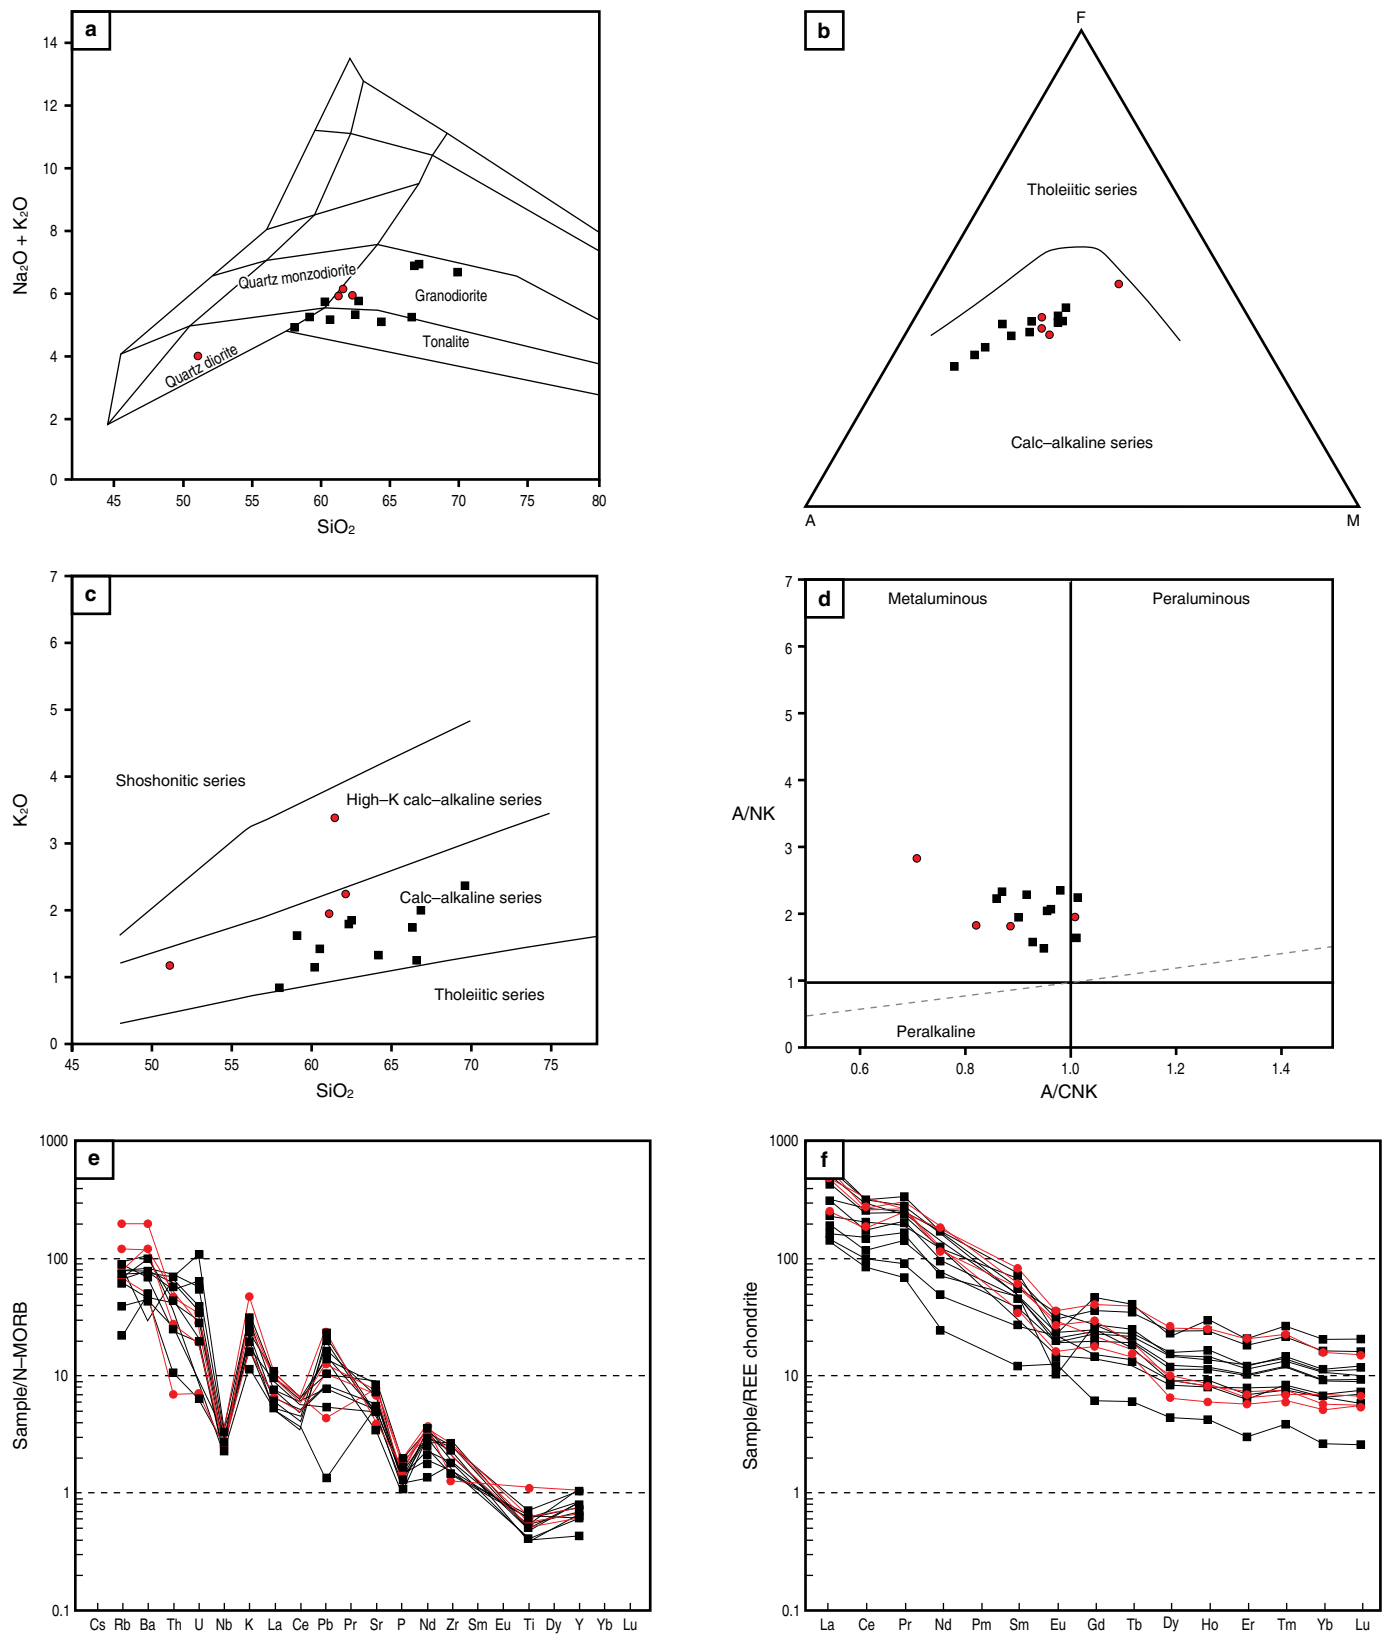 a
14
12
10
8
6
4
2
0
Na₂O + K₂O
Quartz monzodiorite
Granodiorite
Tonalite
Quartz diorite
45 50 55 60 65 70 75 80
SiO₂
b
F
Tholeiitic series
Calc–alkaline series
A M
c
7
6
5
4
3
2
1
0
K₂O
Shoshonitic series
High–K calc–alkaline series
Calc–alkaline series
Tholeiitic series
45 50 55 60 65 70 75
SiO₂
d
Metaluminous Peraluminous
7
6
5
4
3
2
1
0
A/NK
Peralkaline
0.6 0.8 1.0 1.2 1.4
A/CNK
e
1000
100
10
1
0.1
Sample/N–MORB
Cs Rb Ba Th U Nb K La Ce Pb Pr Sr P Nd Zr Sm Eu Ti Dy Y Yb Lu
f
1000
100
10
1
0.1
Sample/REE chondrite
La Ce Pr Nd Pm Sm Eu Gd Tb Dy Ho Er Tm Yb Lu